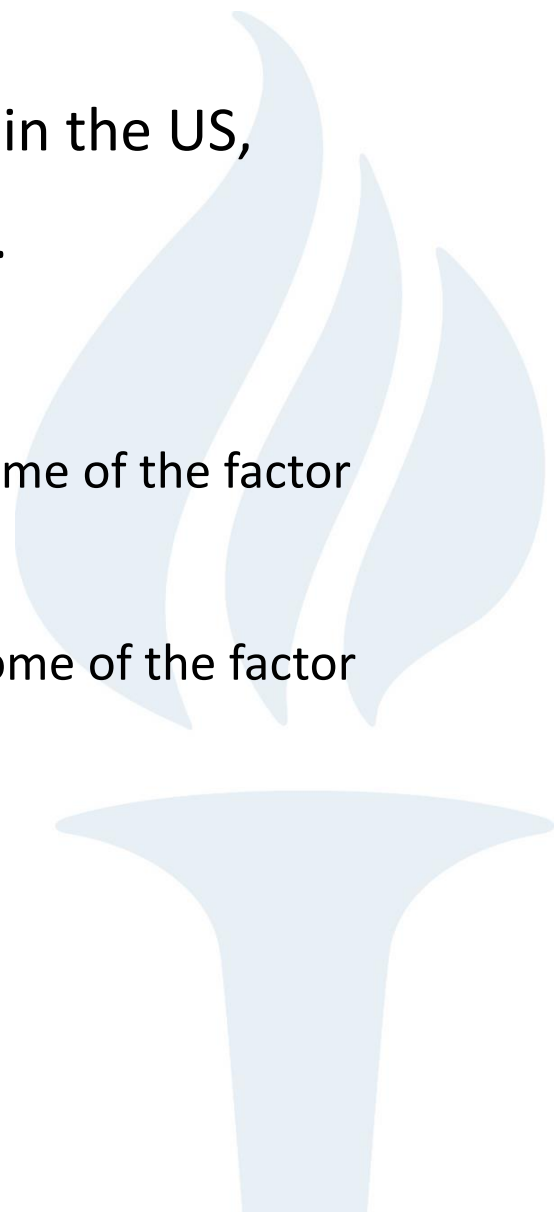 in the US,
.
me of the factor
ome of the factor